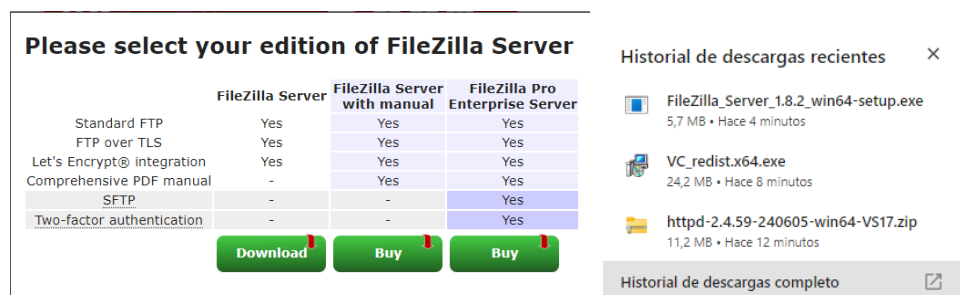 Please select your edition of FileZilla Server
FileZilla Server FileZilla Server with manual FileZilla Pro Enterprise Server
Standard FTP Yes Yes Yes
FTP over TLS Yes Yes Yes
Let's Encrypt® integration Yes Yes Yes
Comprehensive PDF manual - Yes Yes
SFTP - - Yes
Two-factor authentication - - Yes
Download Buy Buy
Historial de descargas recientes
FileZilla_Server_1.8.2_win64-setup.exe
5,7 MB • Hace 4 minutos
VC_redist.x64.exe
24,2 MB • Hace 8 minutos
httpd-2.4.59-240605-win64-VS17.zip
11,2 MB • Hace 12 minutos
Historial de descargas completo